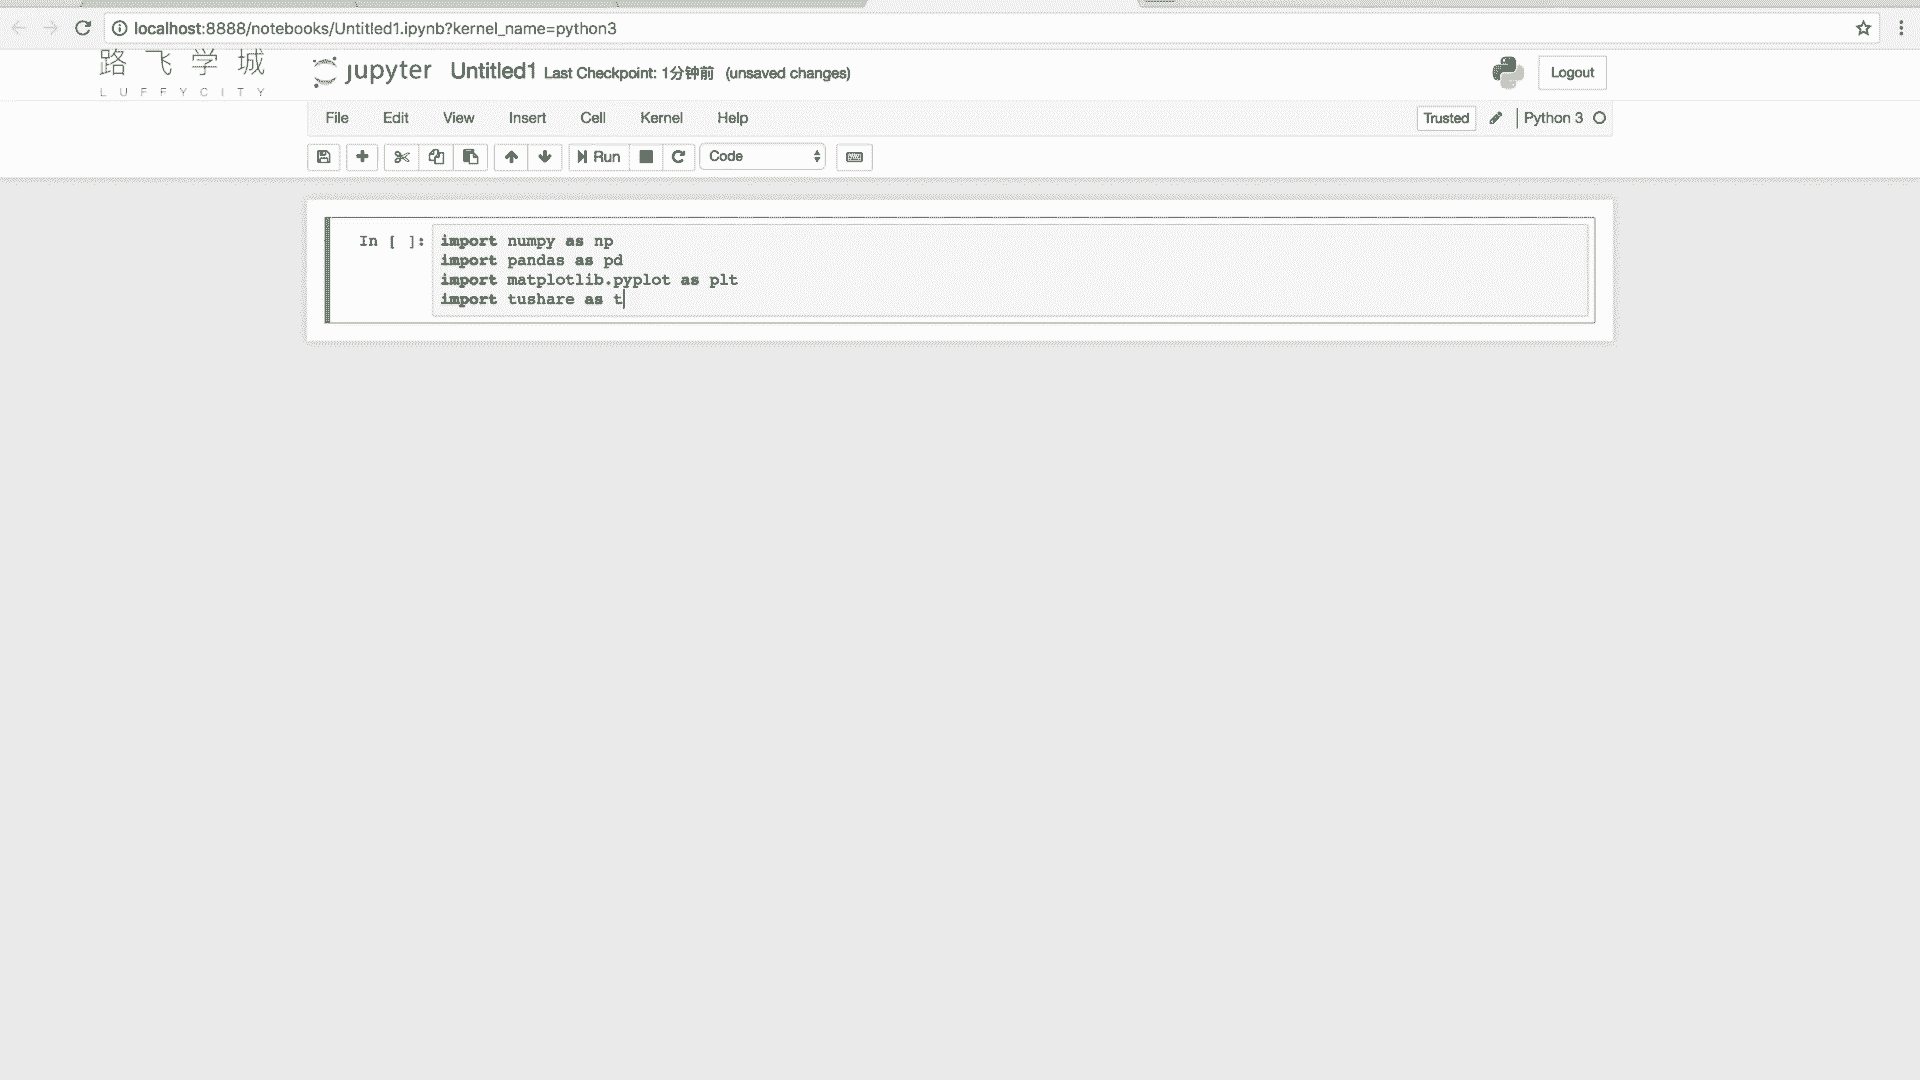 localhost:8888/notebooks/Untitled1.ipynb?kernel_name=python3
路飞学城
LUFFYCITY
jupyter Untitled1 Last Checkpoint: 1分钟前 (unsaved changes)
Logout
File Edit View Insert Cell Kernel Help
Trusted Python 3
Run Code
In [ ]: import numpy as np
import pandas as pd
import matplotlib.pyplot as plt
import tushare as t